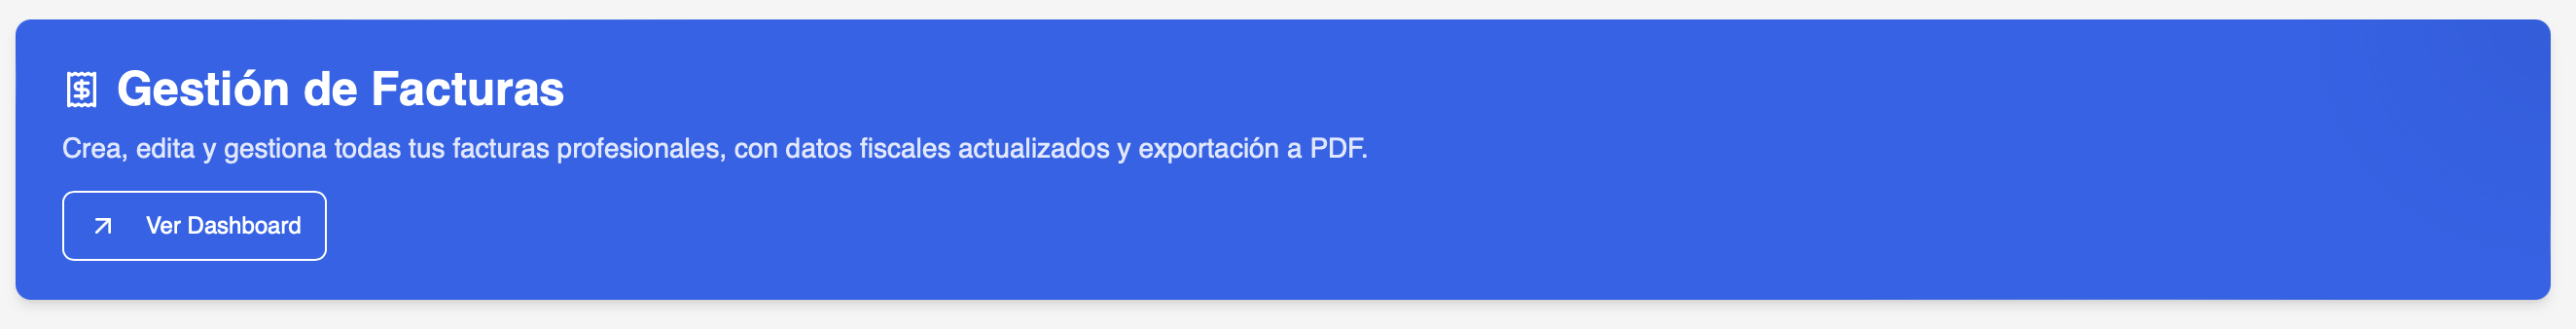 Gestión de Facturas
Crea, edita y gestiona todas tus facturas profesionales, con datos fiscales actualizados y exportación a PDF.
Ver Dashboard